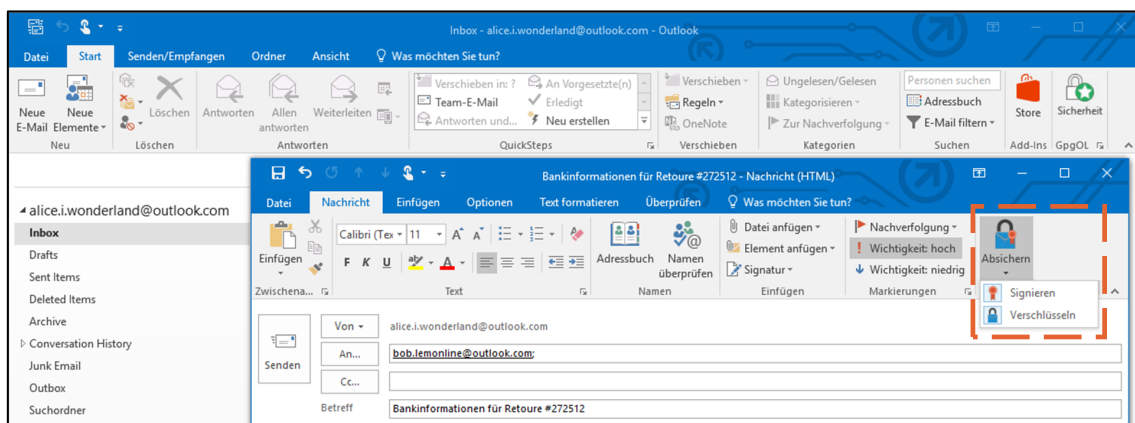 Inbox - alice.i.wonderland@outlook.com - Outlook
Datei Start Senden/Empfangen Ordner Ansicht Was möchten Sie tun?
Neue E-Mail
Neue Elemente
Löschen
Antworten
Allen antworten
Weiterleiten
Verschieben in: ?
Team-E-Mail
Antworten und...
An Vorgesetzte(n)
Erledigt
Neu erstellen
Verschieben
Regeln
OneNote
Ungelesen/Gelesen
Kategorisieren
Zur Nachverfolgung
Personen suchen
Adressbuch
E-Mail filtern
Store
Sicherheit
Neu Löschen Antworten QuickSteps Verschieben Kategorien Suchen Add-Ins GpgOL
alice.i.wonderland@outlook.com
Inbox
Drafts
Sent Items
Deleted Items
Archive
Conversation History
Junk Email
Outbox
Suchordner
Bankinformationen für Retoure #272512 - Nachricht (HTML)
Datei Nachricht Einfügen Optionen Text formatieren Überprüfen Was möchten Sie tun?
Einfügen
Calibri (Tex 11
F K U
Adressbuch
Namen überprüfen
Datei anfügen
Element anfügen
Signatur
Nachverfolgung
Wichtigkeit: hoch
Wichtigkeit: niedrig
Absichern
Signieren
Verschlüsseln
Zwischena... Text Namen Einfügen Markierungen
Senden
Von alice.i.wonderland@outlook.com
An... bob.lemonline@outlook.com;
Cc...
Betreff Bankinformationen für Retoure #272512